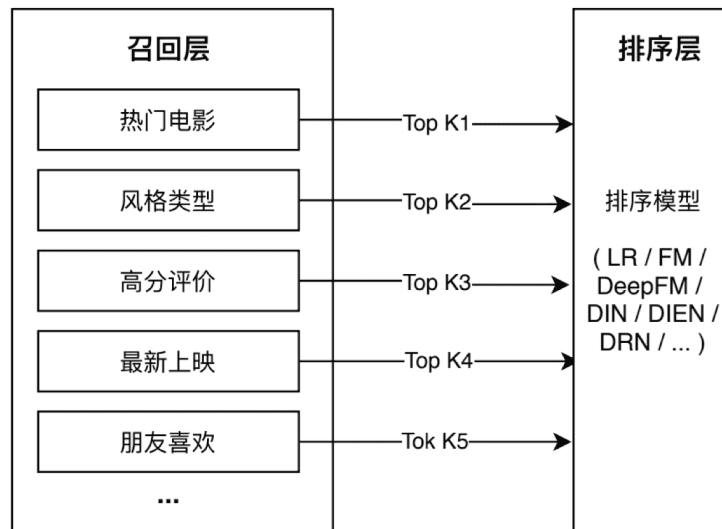 召回层
热门电影
风格类型
高分评价
最新上映
朋友喜欢
...
Top K1
Top K2
Top K3
Top K4
Tok K5
排序层
排序模型
( LR / FM /
DeepFM /
DIN / DIEN /
DRN / ... )